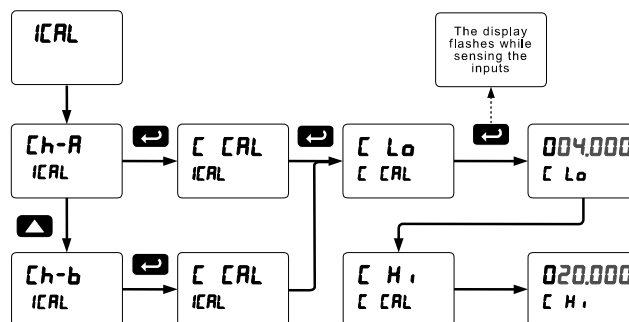 ICAL
The display
flashes while
sensing the
inputs
Ch-A
ICAL
C CAL
ICAL
C Lo
C CAL
004.000
C Lo
Ch-b
ICAL
C CAL
ICAL
C Hi
C CAL
020.000
C Hi